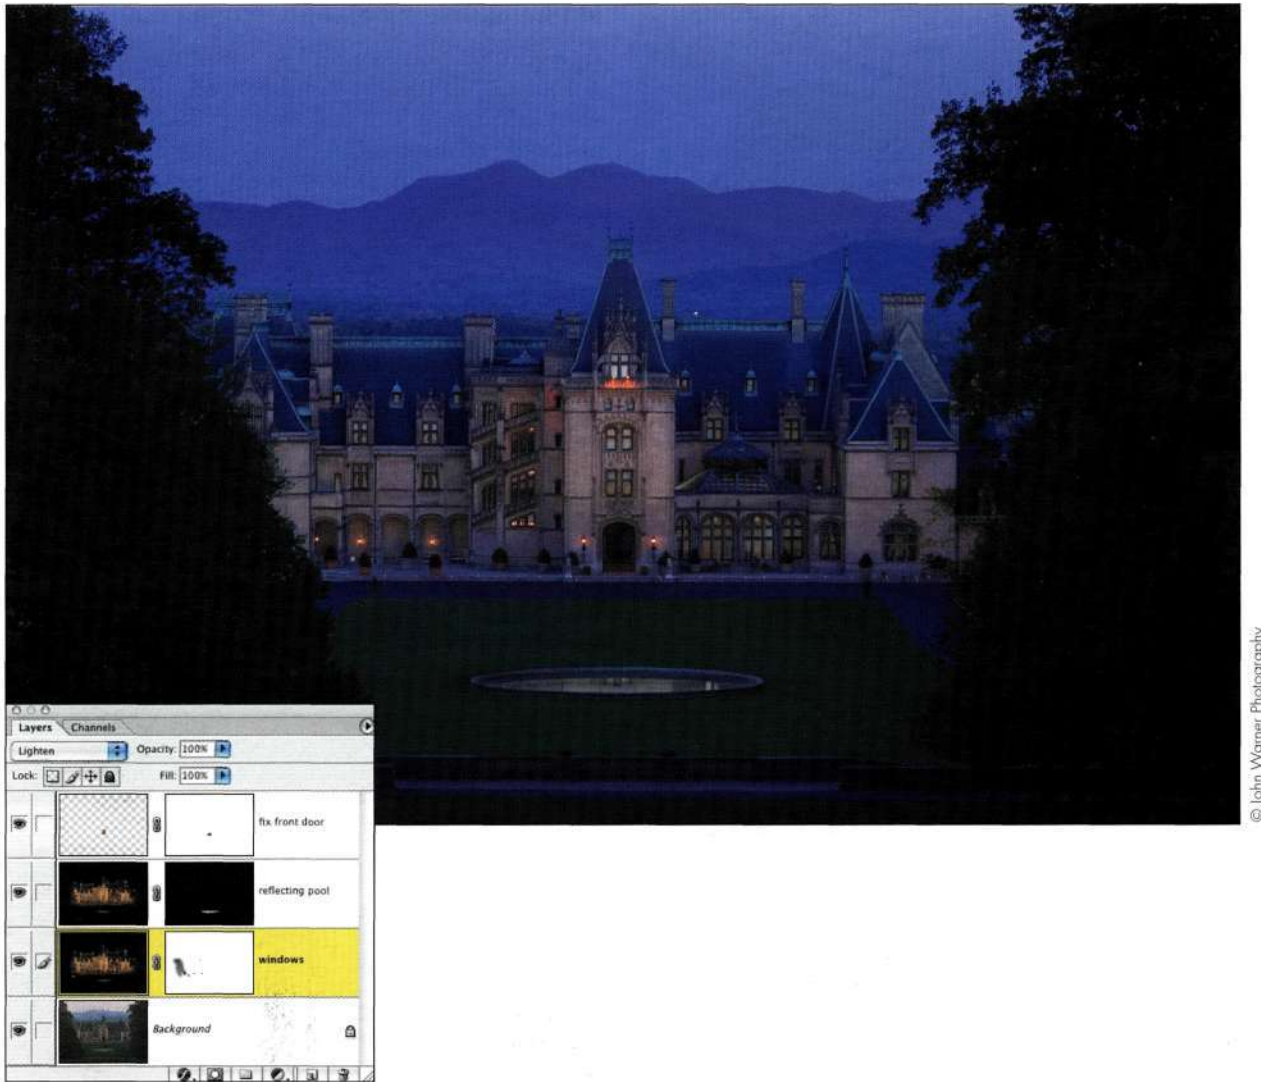 © John Warner Photography
Layers Channels
Lighten Opacity: 100%
Lock: Fill: 100%
fix front door
reflecting pool
windows
Background